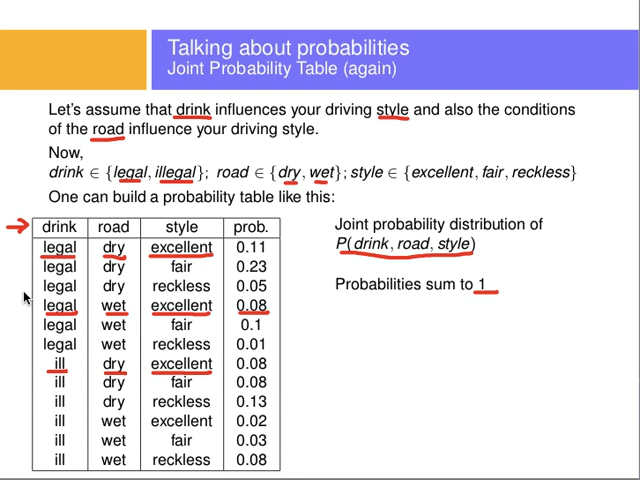 Talking about probabilities
Joint Probability Table (again)
Let's assume that drink influences your driving style and also the conditions
of the road influence your driving style.
Now,
drink ∈ {legal, illegal}; road ∈ {dry, wet}; style ∈ {excellent, fair, reckless}
One can build a probability table like this:
drink road style prob.
legal dry excellent 0.11
legal dry fair 0.23
legal dry reckless 0.05
legal wet excellent 0.08
legal wet fair 0.1
legal wet reckless 0.01
ill dry excellent 0.08
ill dry fair 0.08
ill dry reckless 0.13
ill wet excellent 0.02
ill wet fair 0.03
ill wet reckless 0.08
Joint probability distribution of
P(drink, road, style)
Probabilities sum to 1